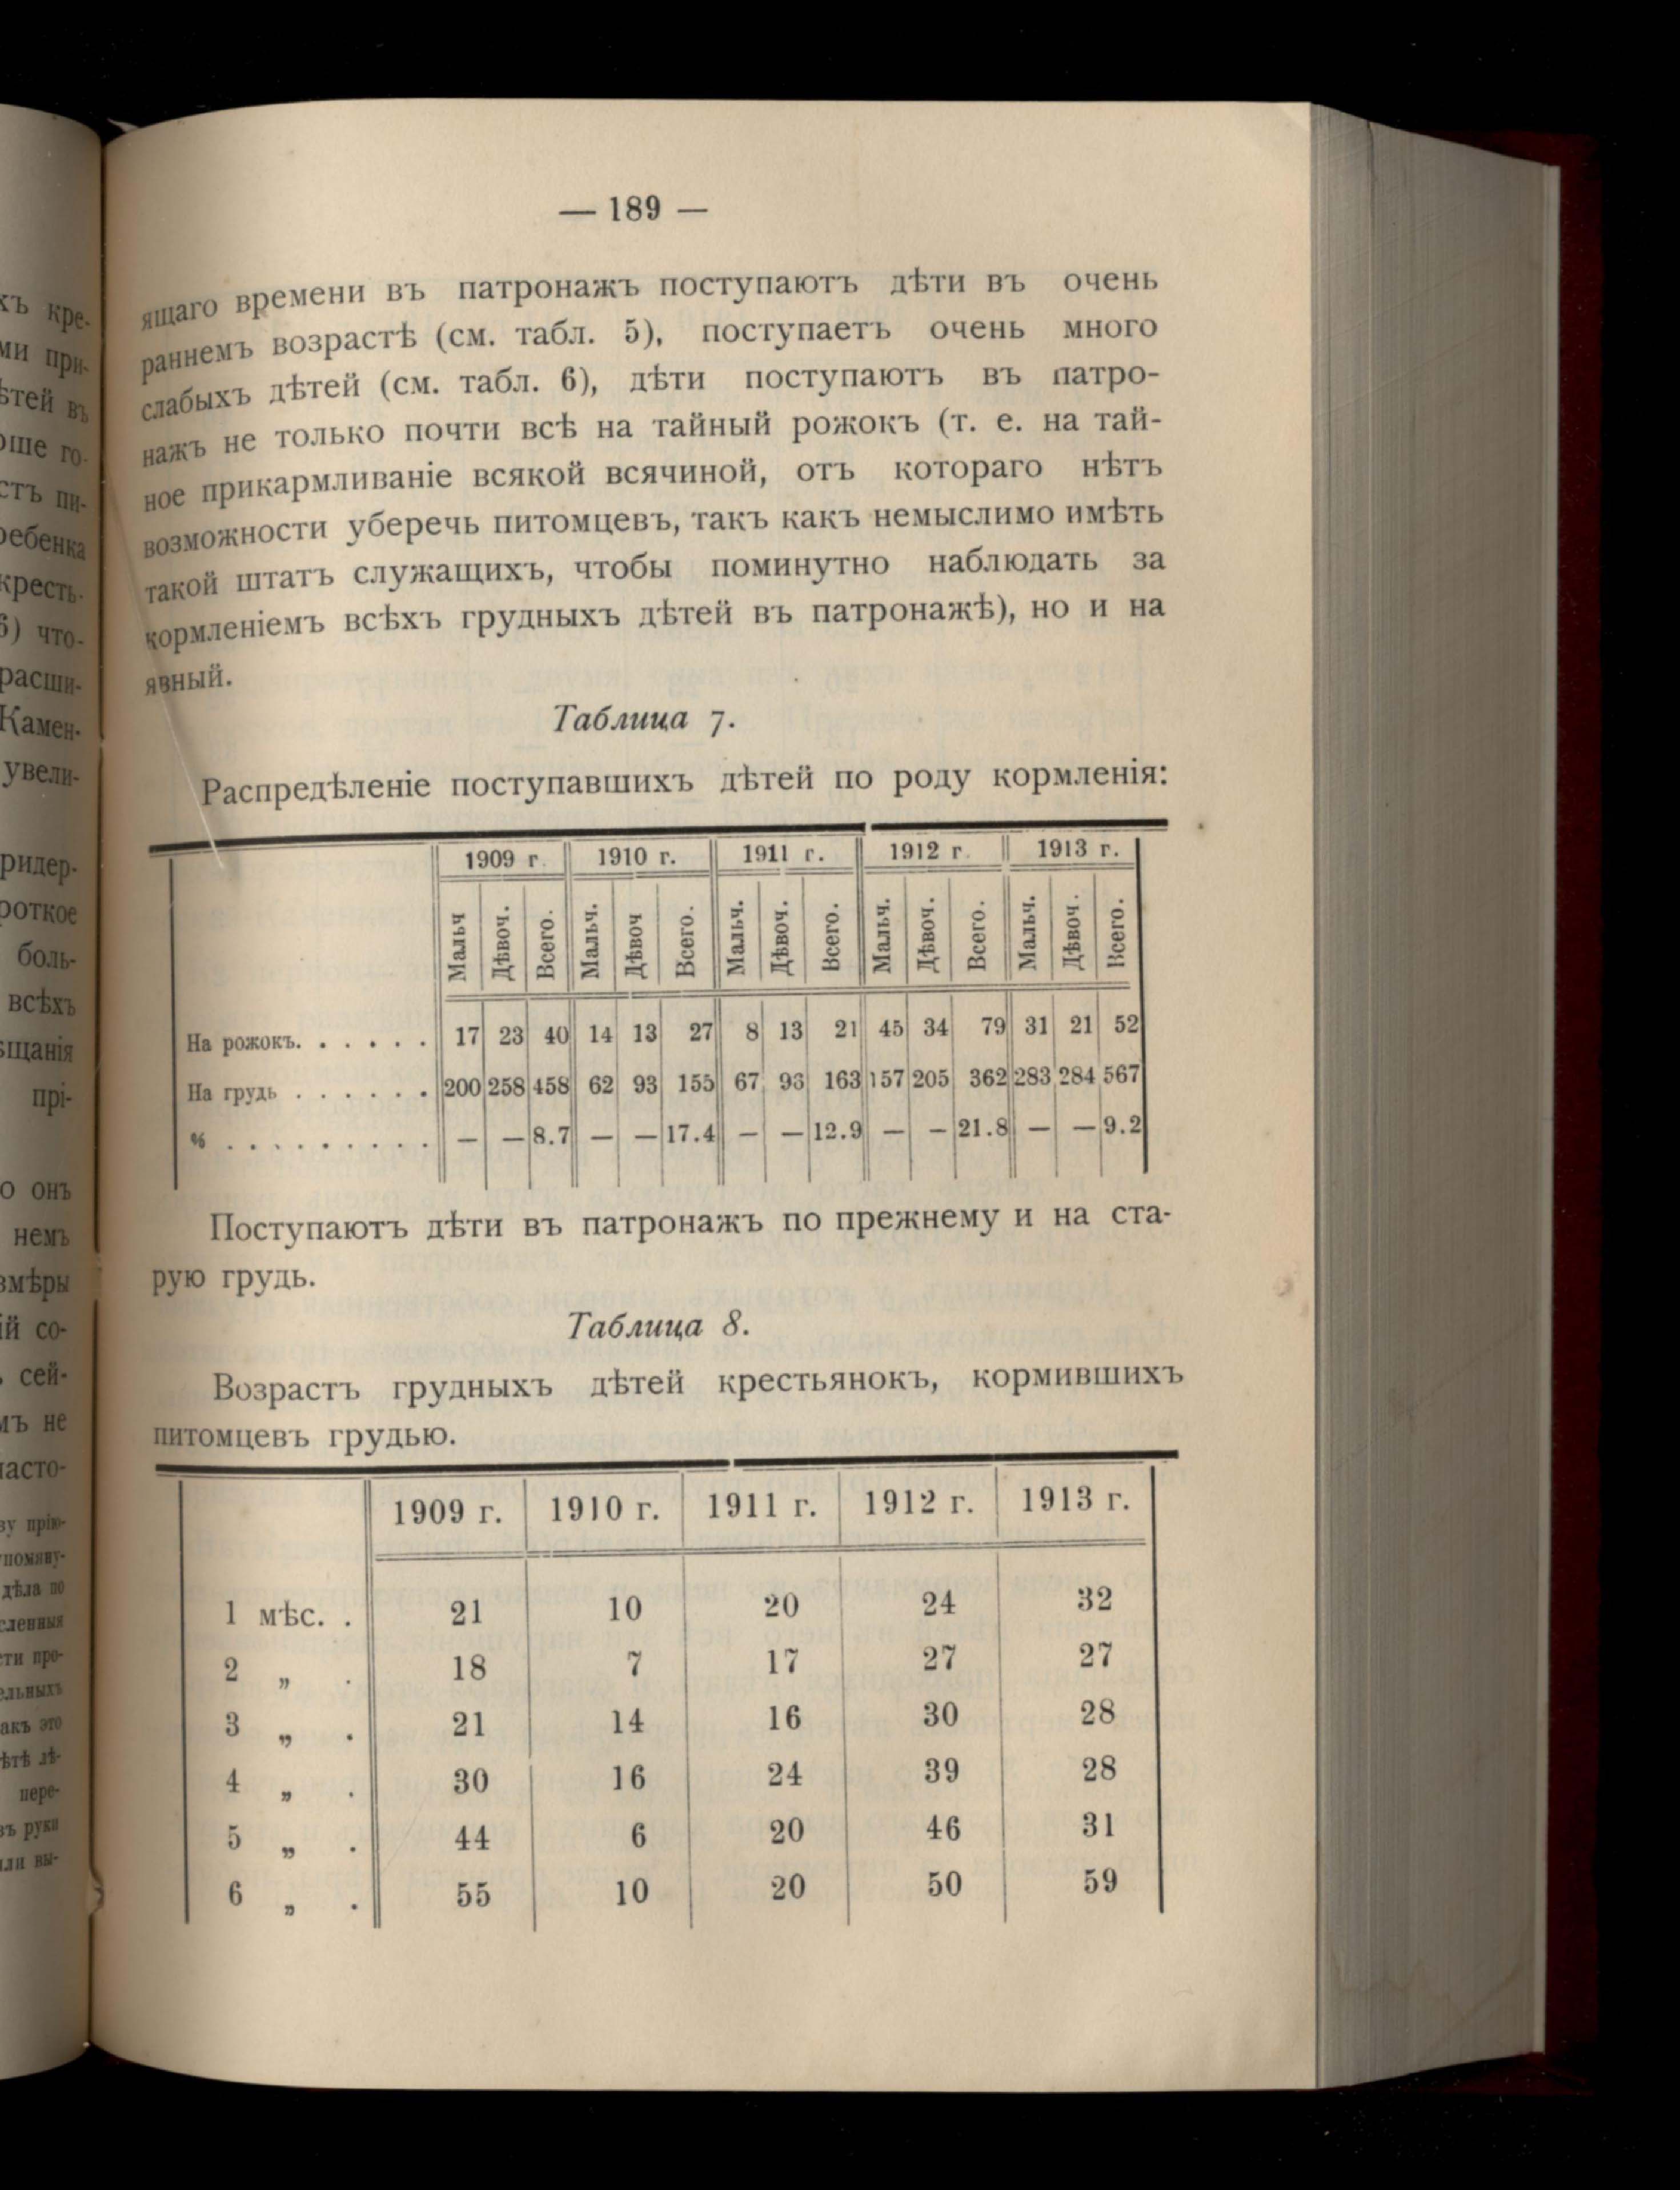 — 189 —
ящаго времени въ патронажъ поступаютъ дѣти въ очень
раннемъ возрастѣ (см. табл. 5), поступаетъ очень много
слабыхъ дѣтей (см. табл. 6), дѣти поступаютъ въ патро-
нажъ не только почти всѣ на тайный рожокъ (т. е. на тай-
ное прикармливаніе всякой всячиной, отъ котораго нѣтъ
возможности уберечь питомцевъ, такъ какъ немыслимо имѣть
такой штатъ служащихъ, чтобы поминутно наблюдать за
кормленіемъ всѣхъ грудныхъ дѣтей въ патронажѣ), но и на
явный.
Таблица 7.
Распредѣленіе поступавшихъ дѣтей по роду кормленія:
1909 г. 1910 г. 1911 г. 1912 г. 1913 г.
Мальч Дѣвоч. Всего. Мальч. Дѣвоч Всего. Мальч. Дѣвоч. Всего. Мальч. Дѣвоч. Всего. Мальч. Дѣвоч. Всего.
На рожокъ. . . . . . 17 23 40 14 13 27 8 13 21 45 34 79 31 21 52
На грудь . . . . . . 200 258 458 62 93 155 67 93 163 157 205 362 283 284 567
% . . . . . . . . . — — 8.7 — — 17.4 — — 12.9 — — 21.8 — — 9.2
Поступаютъ дѣти въ патронажъ по прежнему и на ста-
рую грудь.
Таблица 8.
Возрастъ грудныхъ дѣтей крестьянокъ, кормившихъ
питомцевъ грудью.
1909 г. 1910 г. 1911 г. 1912 г. 1913 г.
1 мѣс. . 21 10 20 24 32
2 „ . 18 7 17 27 27
3 „ . 21 14 16 30 28
4 „ . 30 16 24 39 28
5 „ . 44 6 20 46 31
6 „ . 55 10 20 50 59